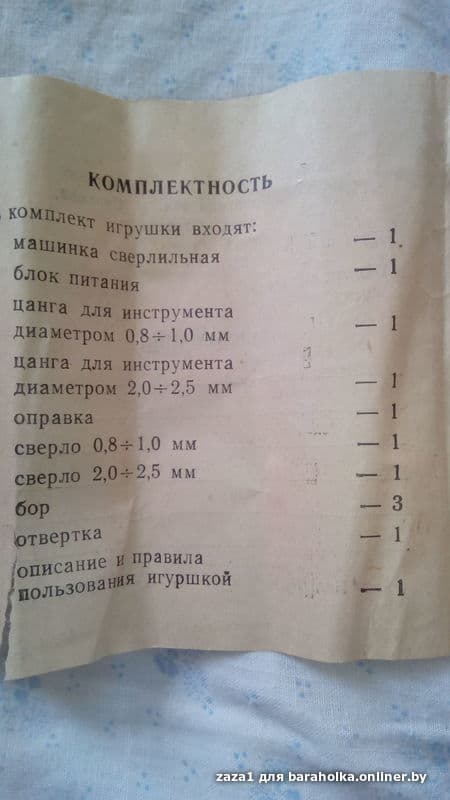 КОМПЛЕКТНОСТЬ
комплект игрушки входят:
машинка сверлильная — 1
блок питания — 1
цанга для инструмента
диаметром 0,8÷1,0 мм — 1
цанга для инструмента
диаметром 2,0÷2,5 мм — 1
оправка — 1
сверло 0,8÷1,0 мм — 1
сверло 2,0÷2,5 мм — 1
бор — 3
отвертка — 1
описание и правила
пользования игуршкой — 1
zaza1 для baraholka.onliner.by